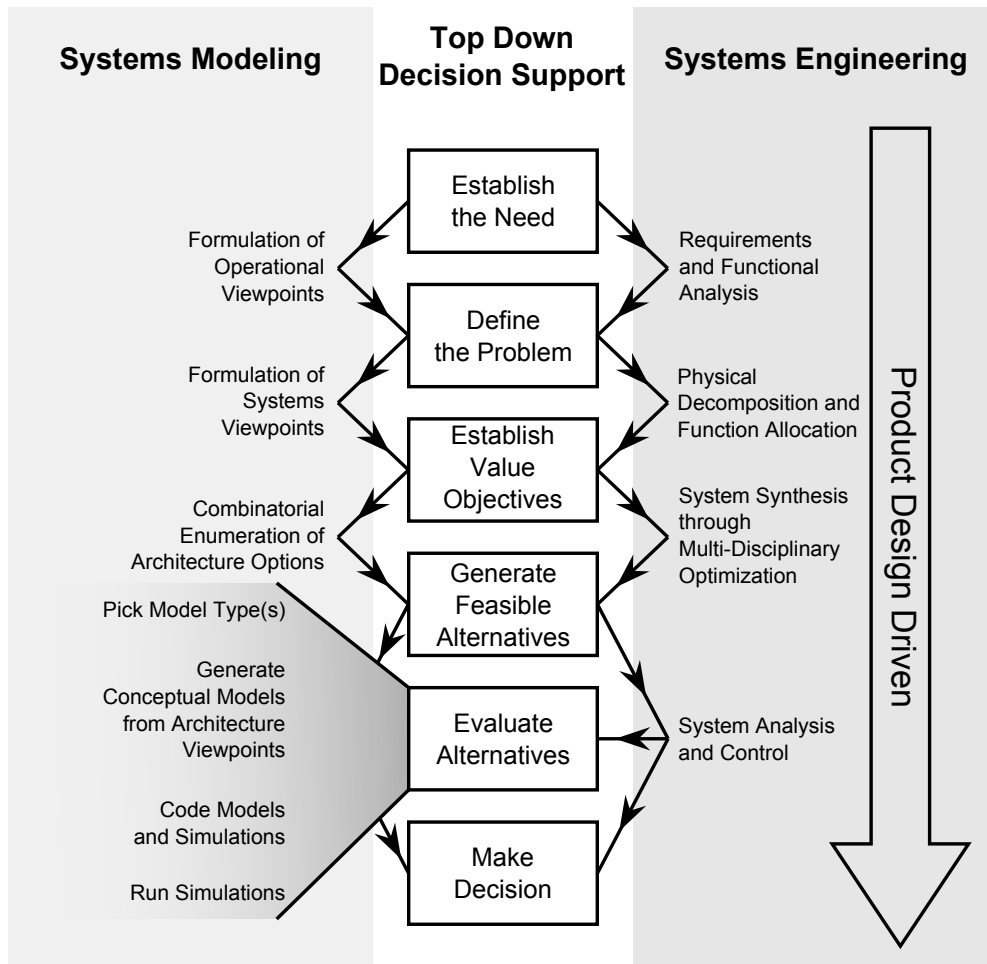 Systems Modeling
Top Down
Decision Support
Systems Engineering
Establish
the Need
Formulation of
Operational
Viewpoints
Requirements
and Functional
Analysis
Define
the Problem
Formulation of
Systems
Viewpoints
Physical
Decomposition and
Function Allocation
Establish
Value
Objectives
Combinatorial
Enumeration of
Architecture Options
System Synthesis
through
Multi-Disciplinary
Optimization
Generate
Feasible
Alternatives
Pick Model Type(s)
Generate
Conceptual Models
from Architecture
Viewpoints
Evaluate
Alternatives
System Analysis
and Control
Code Models
and Simulations
Run Simulations
Make
Decision
Product Design Driven